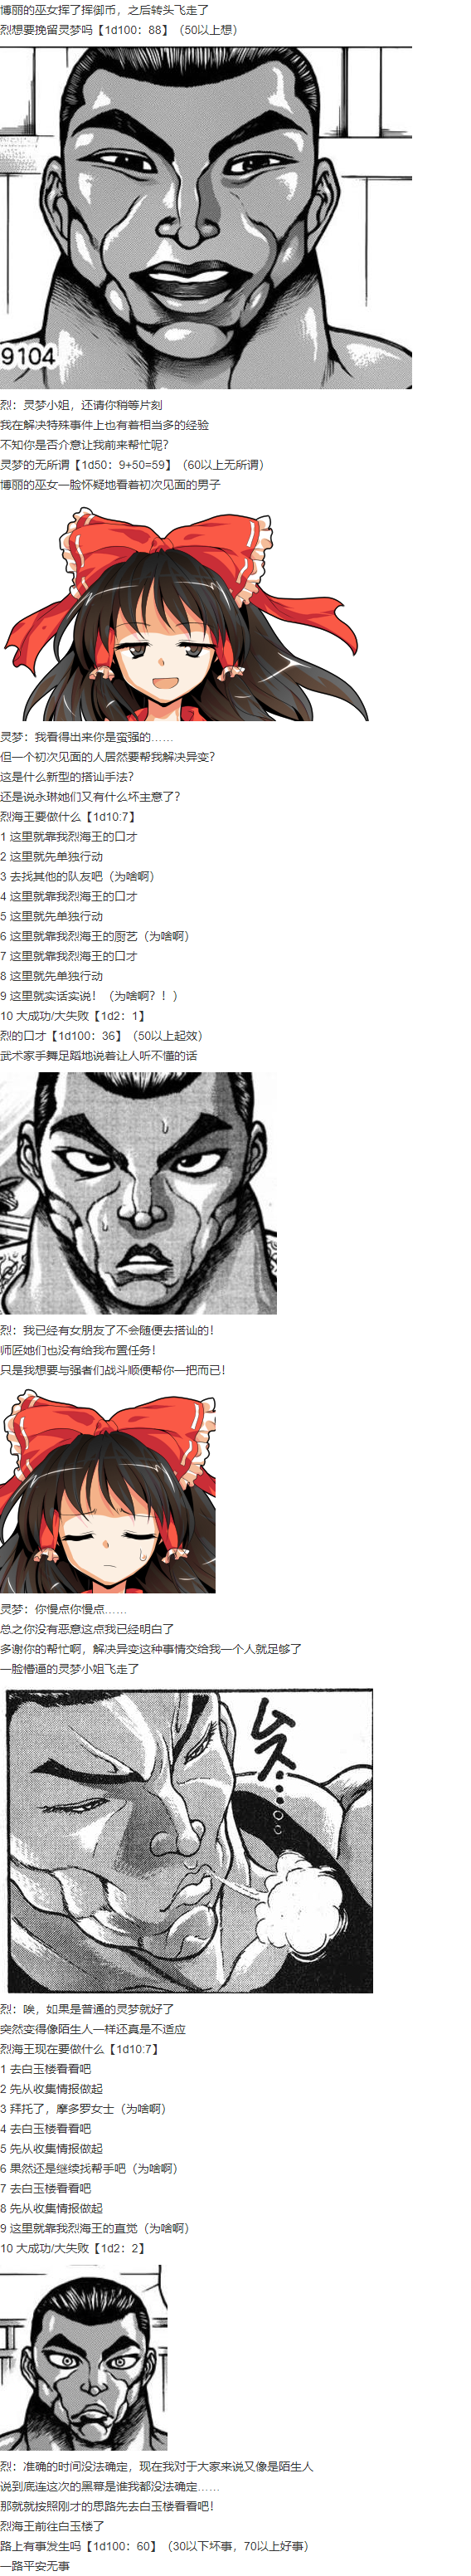 博丽的巫女挥了挥御币，之后转头飞走了
烈想要挽留灵梦吗【1d100：88】（50以上想）
9104
烈：灵梦小姐，还请你稍等片刻
我在解决特殊事件上也有着相当多的经验
不知你是否介意让我前来帮忙呢？
灵梦的无所谓【1d50：9+50=59】（60以上无所谓）
博丽的巫女一脸怀疑地看着初次见面的男子
灵梦：我看得出来你是蛮强的……
但一个初次见面的人居然要帮我解决异变？
这是什么新型的搭讪手法？
还是说永琳她们又有什么坏主意了？
烈海王要做什么【1d10:7】
1 这里就靠我烈海王的口才
2 这里就先单独行动
3 去找其他的队友吧（为啥啊）
4 这里就靠我烈海王的口才
5 这里就先单独行动
6 这里就靠我烈海王的厨艺（为啥啊）
7 这里就靠我烈海王的口才
8 这里就先单独行动
9 这里就实话实说！（为啥啊？！）
10 大成功/大失败【1d2：1】
烈的口才【1d100：36】（50以上起效）
武术家手舞足蹈地说着让人听不懂的话
烈：我已经有女朋友了不会随便去搭讪的！
师匠她们也没有给我布置任务！
只是我想要与强者们战斗顺便帮你一把而已！
灵梦：你慢点你慢点……
总之你没有恶意这点我已经明白了
多谢你的帮忙啊，解决异变这种事情交给我一个人就足够了
一脸懵逼的灵梦小姐飞走了
ムス…。。
烈：唉，如果是普通的灵梦就好了
突然变得像陌生人一样还真是不适应
烈海王现在要做什么【1d10:7】
1 去白玉楼看看吧
2 先从收集情报做起
3 拜托了，摩多罗女士（为啥啊）
4 去白玉楼看看吧
5 先从收集情报做起
6 果然还是继续找帮手吧（为啥啊）
7 去白玉楼看看吧
8 先从收集情报做起
9 这里就靠我烈海王的直觉（为啥啊）
10 大成功/大失败【1d2：2】
烈：准确的时间没法确定，现在我对于大家来说又像是陌生人
说到底连这次的黑幕是谁我都没法确定……
那就就按照刚才的思路先去白玉楼看看吧！
烈海王前往白玉楼了
路上有事发生吗【1d100：60】（30以下坏事，70以上好事）
一路平安无事